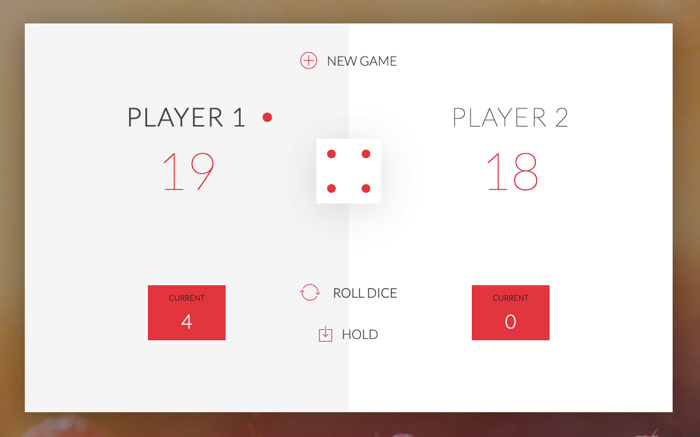 NEW GAME
PLAYER 1
19
CURRENT
4
PLAYER 2
18
CURRENT
0
ROLL DICE
HOLD